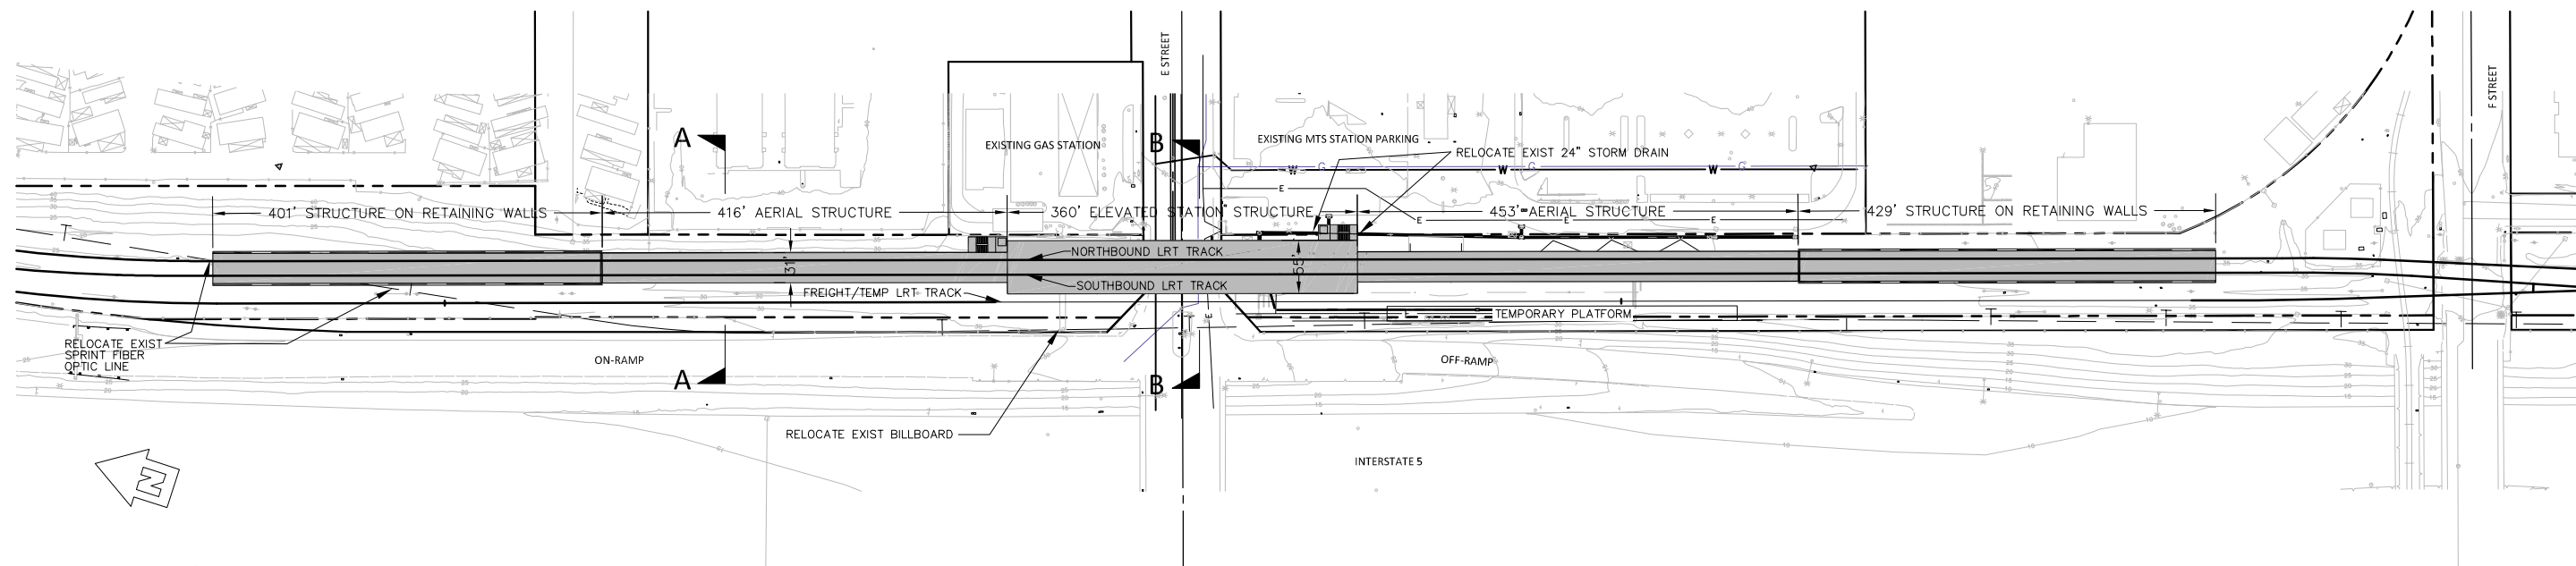 E STREET
F STREET
A
B
EXISTING GAS STATION
EXISTING MTS STATION PARKING
RELOCATE EXIST 24" STORM DRAIN
W
G
W
G
W
G
E
401' STRUCTURE ON RETAINING WALLS
416' AERIAL STRUCTURE
360' ELEVATED STATION STRUCTURE
453' AERIAL STRUCTURE
429' STRUCTURE ON RETAINING WALLS
E
E
E
NORTHBOUND LRT TRACK
31'
55'
SOUTHBOUND LRT TRACK
FREIGHT/TEMP LRT TRACK
TEMPORARY PLATFORM
E
RELOCATE EXIST
SPRINT FIBER
OPTIC LINE
ON-RAMP
OFF-RAMP
A
B
RELOCATE EXIST BILLBOARD
INTERSTATE 5
N